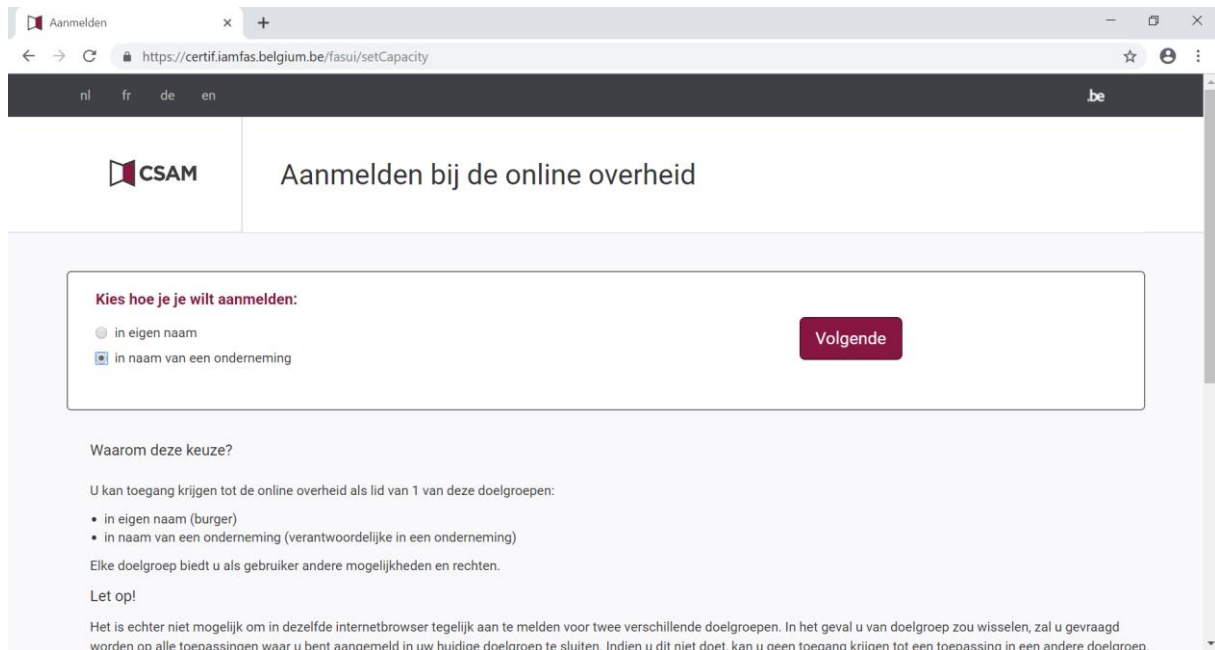 Aanmelden
https://certif.iamfas.belgium.be/fasui/setCapacity
nl fr de en
.be
CSAM
Aanmelden bij de online overheid
Kies hoe je je wilt aanmelden:
in eigen naam
in naam van een onderneming
Volgende
Waarom deze keuze?
U kan toegang krijgen tot de online overheid als lid van 1 van deze doelgroepen:
• in eigen naam (burger)
• in naam van een onderneming (verantwoordelijke in een onderneming)
Elke doelgroep biedt u als gebruiker andere mogelijkheden en rechten.
Let op!
Het is echter niet mogelijk om in dezelfde internetbrowser tegelijk aan te melden voor twee verschillende doelgroepen. In het geval u van doelgroep zou wisselen, zal u gevraagd
worden op alle toepassingen waar u bent aangemeld in uw huidige doelgroep te sluiten. Indien u dit niet doet, kan u geen toegang krijgen tot een toepassing in een andere doelgroep.